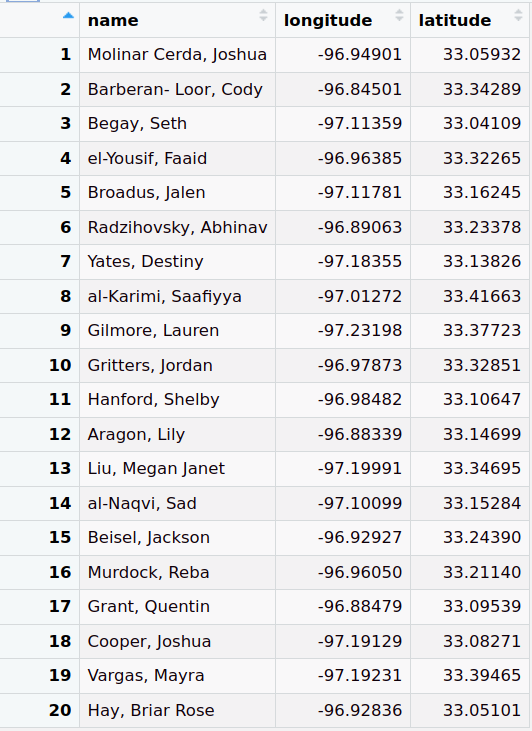 name longitude latitude
1 Molinar Cerda, Joshua -96.94901 33.05932
2 Barberan- Loor, Cody -96.84501 33.34289
3 Begay, Seth -97.11359 33.04109
4 el-Yousif, Faaid -96.96385 33.32265
5 Broadus, Jalen -97.11781 33.16245
6 Radzihovsky, Abhinav -96.89063 33.23378
7 Yates, Destiny -97.18355 33.13826
8 al-Karimi, Saafiyya -97.01272 33.41663
9 Gilmore, Lauren -97.23198 33.37723
10 Gritters, Jordan -96.97873 33.32851
11 Hanford, Shelby -96.98482 33.10647
12 Aragon, Lily -96.88339 33.14699
13 Liu, Megan Janet -97.19991 33.34695
14 al-Naqvi, Sad -97.10099 33.15284
15 Beisel, Jackson -96.92927 33.24390
16 Murdock, Reba -96.96050 33.21140
17 Grant, Quentin -96.88479 33.09539
18 Cooper, Joshua -97.19129 33.08271
19 Vargas, Mayra -97.19231 33.39465
20 Hay, Briar Rose -96.92836 33.05101